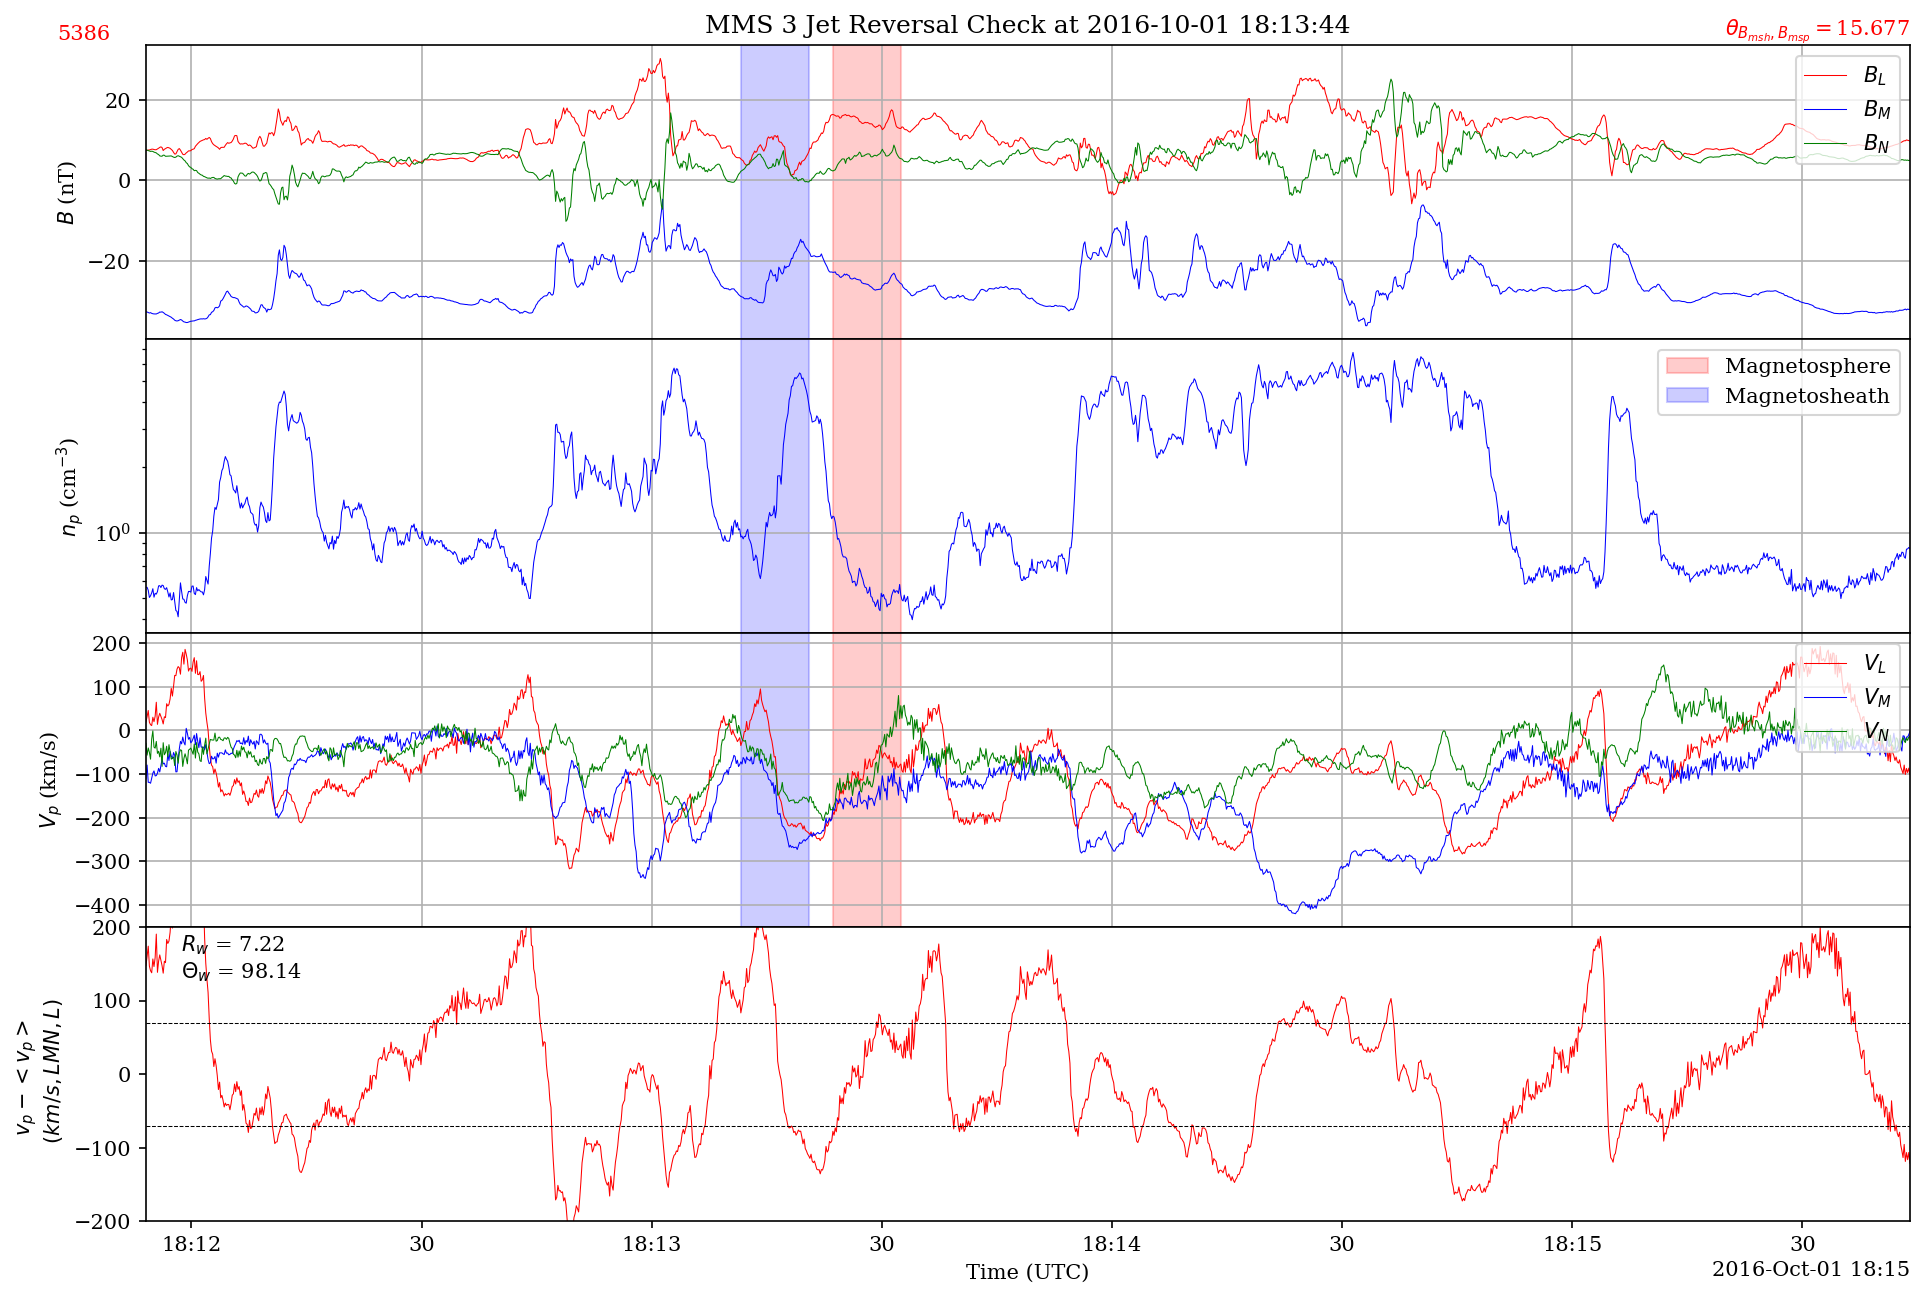 5386
MMS 3 Jet Reversal Check at 2016-10-01 18:13:44
θ_{B_{msh}, B_{msp}} = 15.677
B (nT)
20
0
−20
B_L
B_M
B_N
n_p (cm^{−3})
10^0
Magnetosphere
Magnetosheath
V_p (km/s)
200
100
0
−100
−200
−300
−400
V_L
V_M
V_N
v_p − < v_p >
(km/s, LMN, L)
200
100
0
−100
−200
R_w = 7.22
Θ_w = 98.14
18:12 30 18:13 30 18:14 30 18:15 30
Time (UTC)
2016-Oct-01 18:15